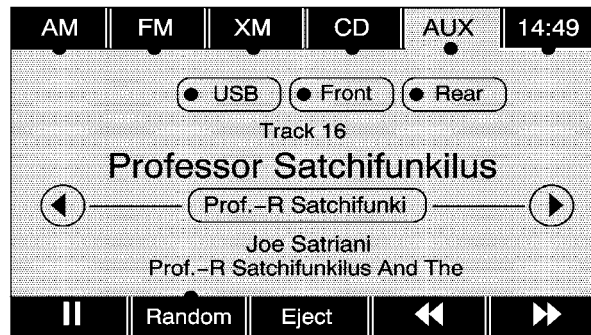 AM FM XM CD AUX 14:49
USB Front Rear
Track 16
Professor Satchifunkilus
Prof.-R Satchifunki
Joe Satriani
Prof.-R Satchifunkilus And The
Random Eject